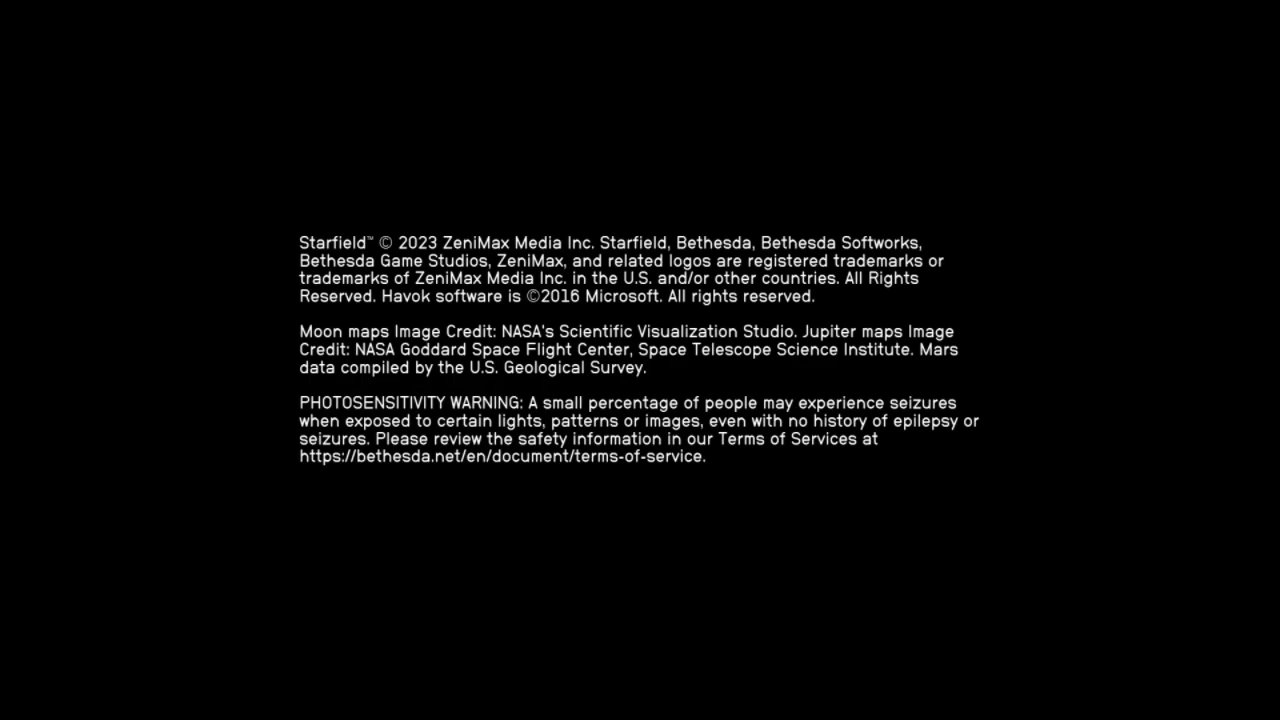 Starfield™ © 2023 ZeniMax Media Inc. Starfield, Bethesda, Bethesda Softworks,
Bethesda Game Studios, ZeniMax, and related logos are registered trademarks or
trademarks of ZeniMax Media Inc. in the U.S. and/or other countries. All Rights
Reserved. Havok software is ©2016 Microsoft. All rights reserved.
Moon maps Image Credit: NASA's Scientific Visualization Studio. Jupiter maps Image
Credit: NASA Goddard Space Flight Center, Space Telescope Science Institute. Mars
data compiled by the U.S. Geological Survey.
PHOTOSENSITIVITY WARNING: A small percentage of people may experience seizures
when exposed to certain lights, patterns or images, even with no history of epilepsy or
seizures. Please review the safety information in our Terms of Services at
https://bethesda.net/en/document/terms-of-service.